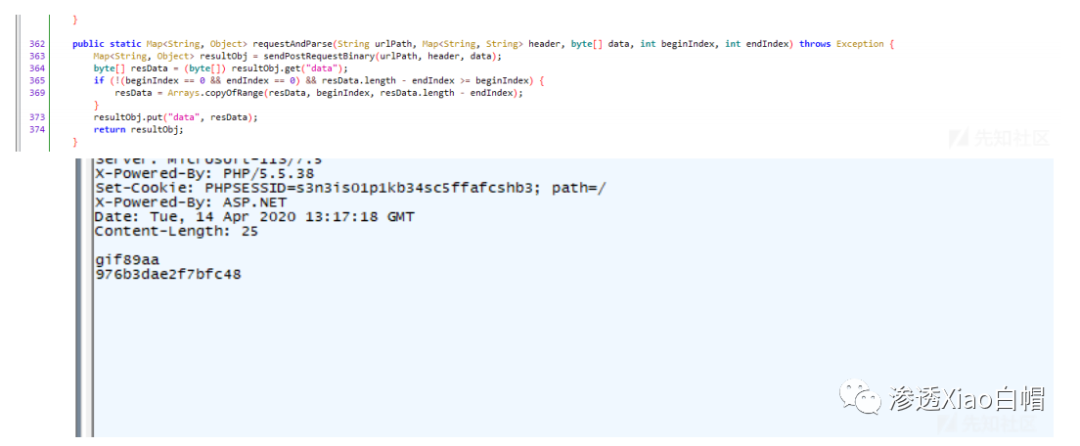 }
362 public static Map<String, Object> requestAndParse(String urlPath, Map<String, String> header, byte[] data, int beginIndex, int endIndex) throws Exception {
363 Map<String, Object> resultObj = sendPostRequestBinary(urlPath, header, data);
364 byte[] resData = (byte[]) resultObj.get("data");
365 if (!(beginIndex == 0 && endIndex == 0) && resData.length - endIndex >= beginIndex) {
369 resData = Arrays.copyOfRange(resData, beginIndex, resData.length - endIndex);
}
373 resultObj.put("data", resData);
374 return resultObj;
}
先知社区
Server: Microsoft-IIS/7.5
X-Powered-By: PHP/5.5.38
Set-Cookie: PHPSESSID=s3n3is01p1kb34sc5ffafcshb3; path=/
X-Powered-By: ASP.NET
Date: Tue, 14 Apr 2020 13:17:18 GMT
Content-Length: 25
gif89aa
976b3dae2f7bfc48
渗透Xiao白帽
先知社区